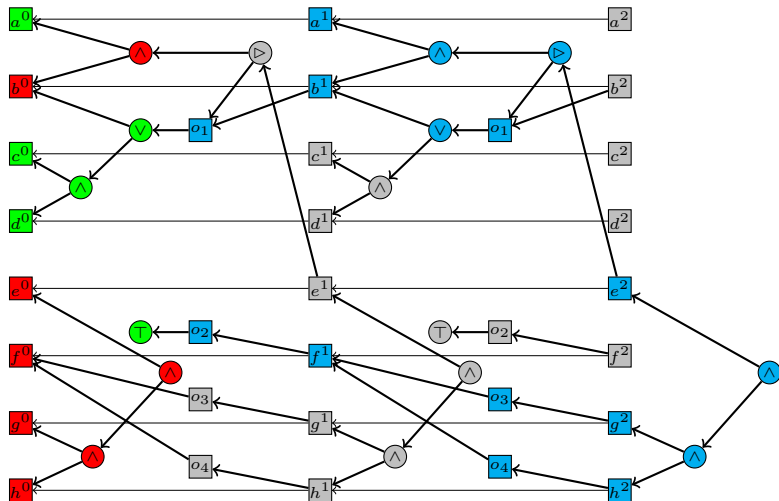 a⁰ a¹ a²
∧ ▷ ∧ ▷
b⁰ b¹ b²
∨ o₁ ∨ o₁
c⁰ c¹ c²
∧ ∧
d⁰ d¹ d²
e⁰ e¹ e²
⊤ o₂ ⊤ o₂
f⁰ f¹ f²
∧ ∧ ∧
o₃ o₃
g⁰ g¹ g²
∧ ∧ ∧
o₄ o₄
h⁰ h¹ h²